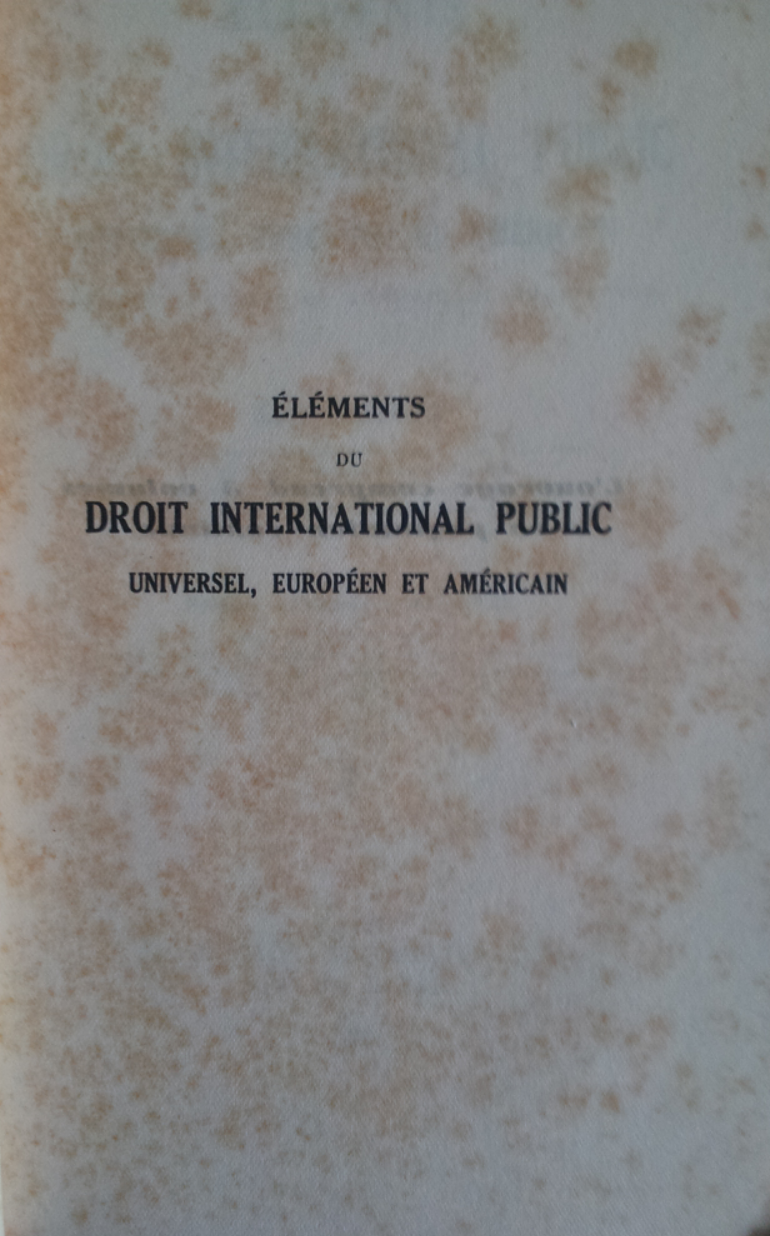 ÉLÉMENTS
DU
DROIT INTERNATIONAL PUBLIC
UNIVERSEL, EUROPÉEN ET AMÉRICAIN